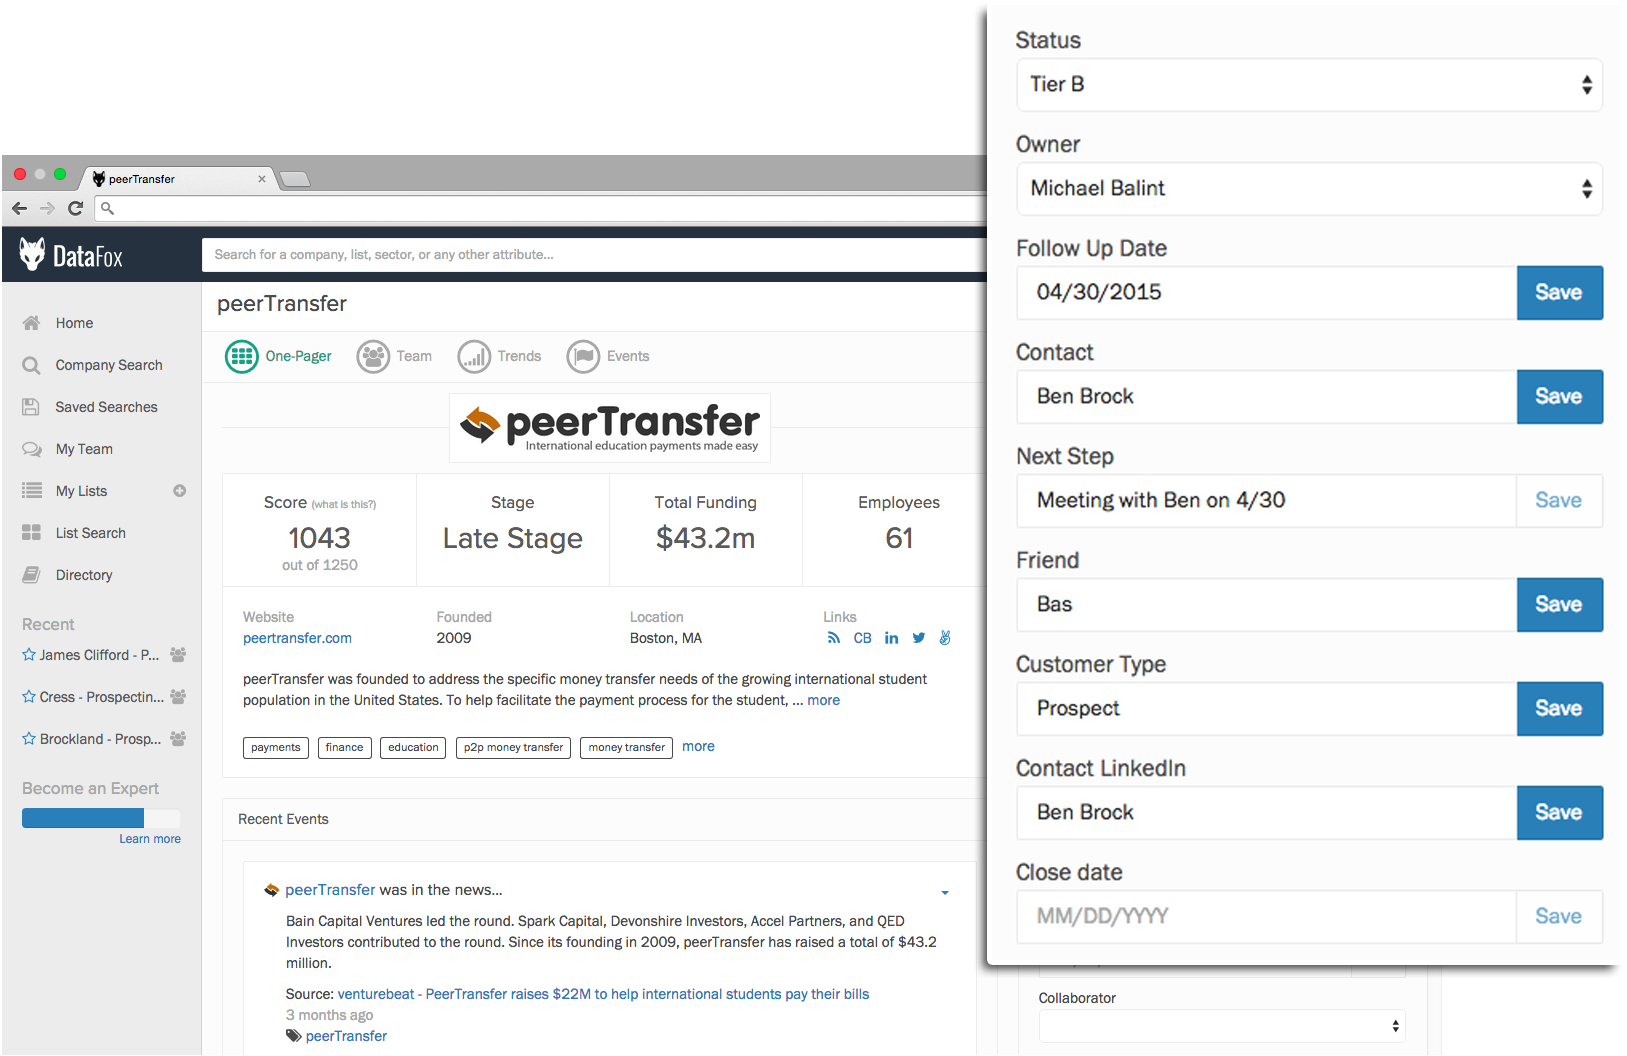 peerTransfer
DataFox
Search for a company, list, sector, or any other attribute...
Home
Company Search
Saved Searches
My Team
My Lists
List Search
Directory
Recent
James Clifford - P...
Cress - Prospectin...
Brockland - Prosp...
Become an Expert
Learn more
peerTransfer
One-Pager
Team
Trends
Events
peerTransfer
International education payments made easy
Score (what is this?)
1043
out of 1250
Stage
Late Stage
Total Funding
$43.2m
Employees
61
Website
peertransfer.com
Founded
2009
Location
Boston, MA
Links
CB in
peerTransfer was founded to address the specific money transfer needs of the growing international student
population in the United States. To help facilitate the payment process for the student, ... more
payments finance education p2p money transfer money transfer more
Recent Events
peerTransfer was in the news...
Bain Capital Ventures led the round. Spark Capital, Devonshire Investors, Accel Partners, and QED
Investors contributed to the round. Since its founding in 2009, peerTransfer has raised a total of $43.2
million.
Source: venturebeat - PeerTransfer raises $22M to help international students pay their bills
3 months ago
peerTransfer
Status
Tier B
Owner
Michael Balint
Follow Up Date
04/30/2015 Save
Contact
Ben Brock Save
Next Step
Meeting with Ben on 4/30 Save
Friend
Bas Save
Customer Type
Prospect Save
Contact LinkedIn
Ben Brock Save
Close date
MM/DD/YYYY Save
Collaborator